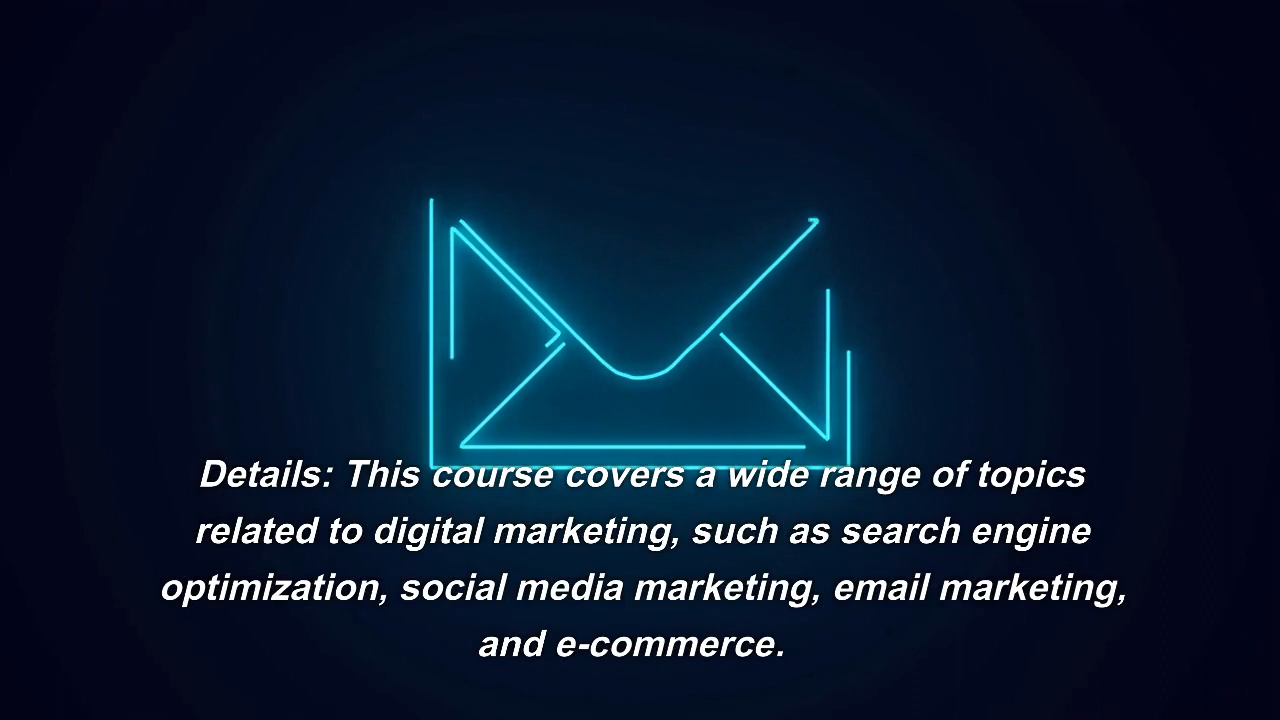 Details: This course covers a wide range of topics
related to digital marketing, such as search engine
optimization, social media marketing, email marketing,
and e-commerce.